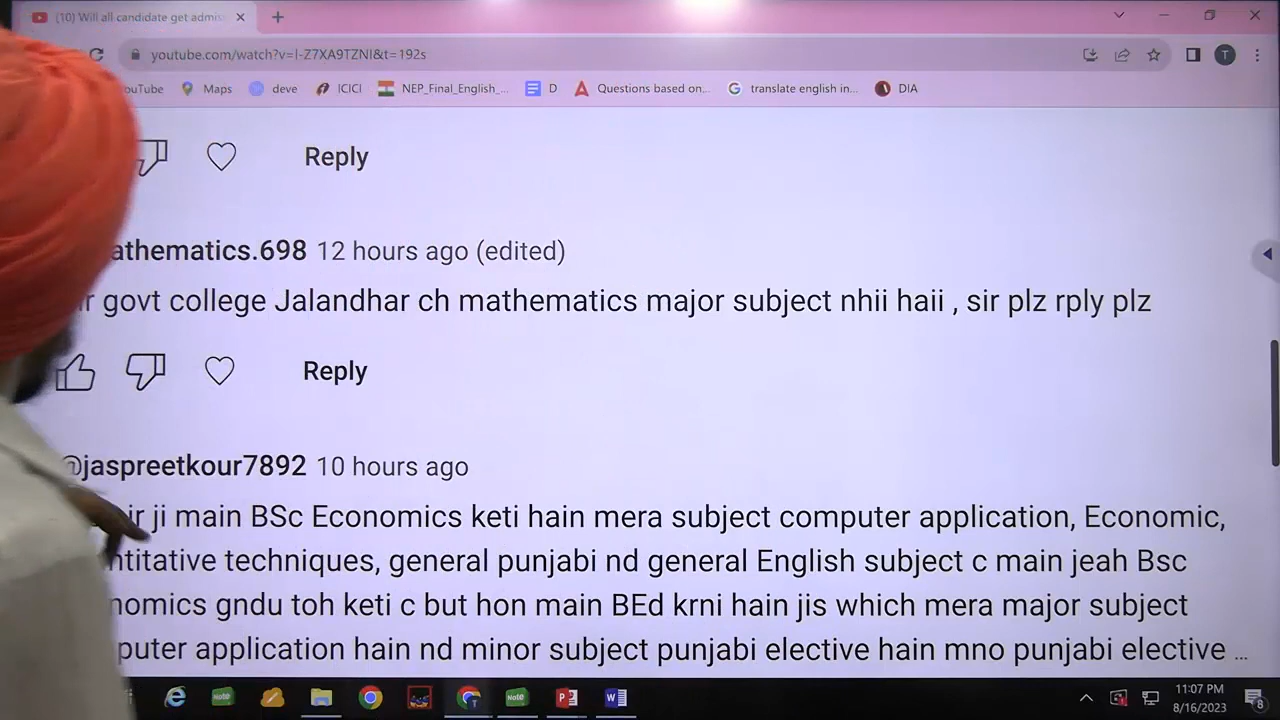 (10) Will all candidate get admis
youtube.com/watch?v=I-Z7XA9TZNI&t=192s
T
Maps
deve
ICICI
NEP_Final_English_...
D
Questions based on...
translate english in...
DIA
Reply
athematics.698 12 hours ago (edited)
govt college Jalandhar ch mathematics major subject nhii haii , sir plz rply plz
Reply
@jaspreetkour7892 10 hours ago
ji main BSc Economics keti hain mera subject computer application, Economic,
techniques, general punjabi nd general English subject c main jeah Bsc
gndu toh keti c but hon main BEd krni hain jis which mera major subject
application hain nd minor subject punjabi elective hain mno punjabi elective ...
Note
Note
11:07 PM
8/16/2023
8